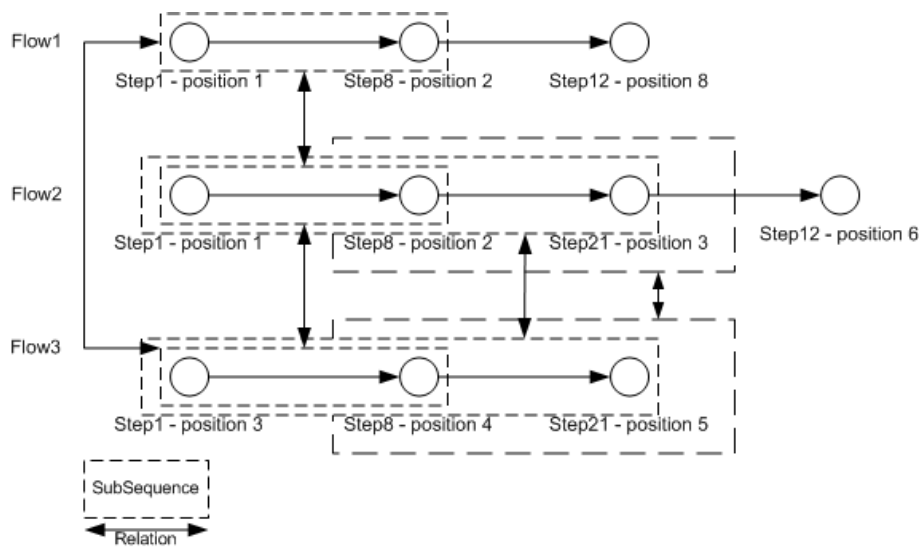 Flow1
Step1 - position 1
Step8 - position 2
Step12 - position 8
Flow2
Step1 - position 1
Step8 - position 2
Step21 - position 3
Step12 - position 6
Flow3
Step1 - position 3
Step8 - position 4
Step21 - position 5
SubSequence
Relation